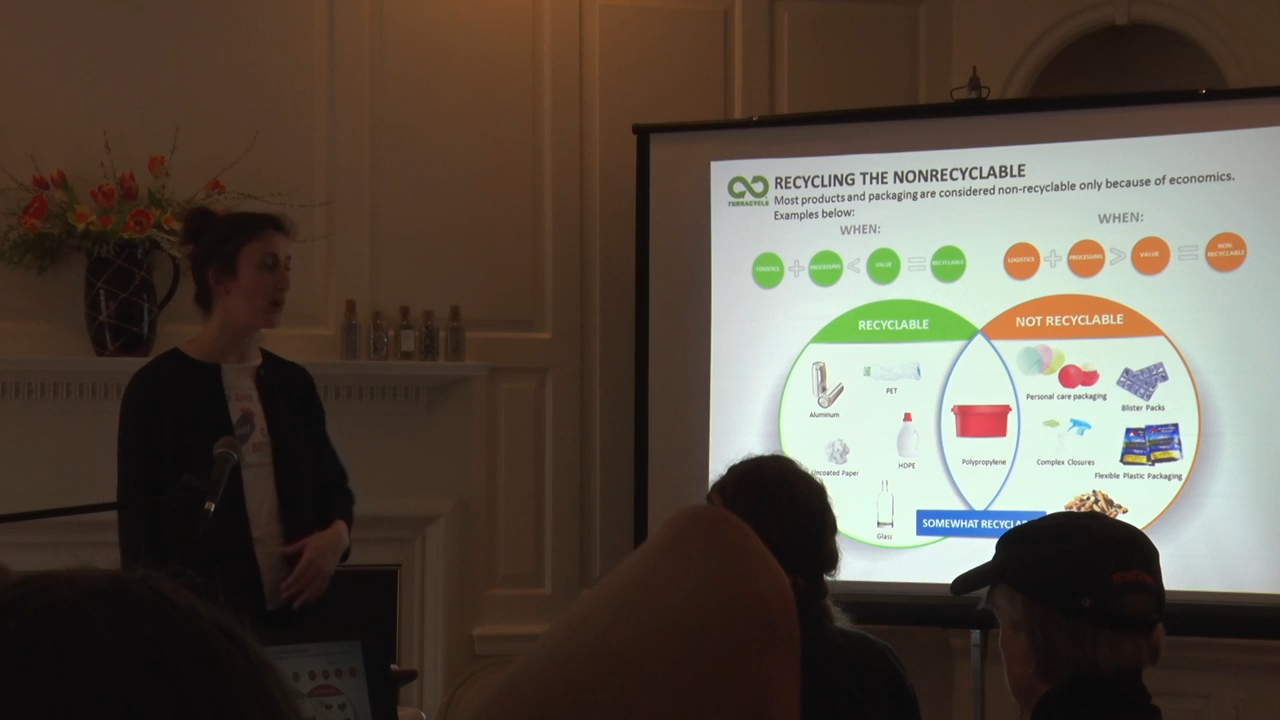 RECYCLING THE NONRECYCLABLE
TERRACYCLE
Most products and packaging are considered non-recyclable only because of economics.
Examples below:
WHEN:
WHEN:
LOGISTICS + PROCESSING < VALUE = RECYCLABLE
LOGISTICS + PROCESSING > VALUE = NON-RECYCLABLE
RECYCLABLE
NOT RECYCLABLE
Aluminum
PET
Uncoated Paper
HDPE
Glass
Polypropylene
Personal care packaging
Blister Packs
Complex Closures
Flexible Plastic Packaging
SOMEWHAT